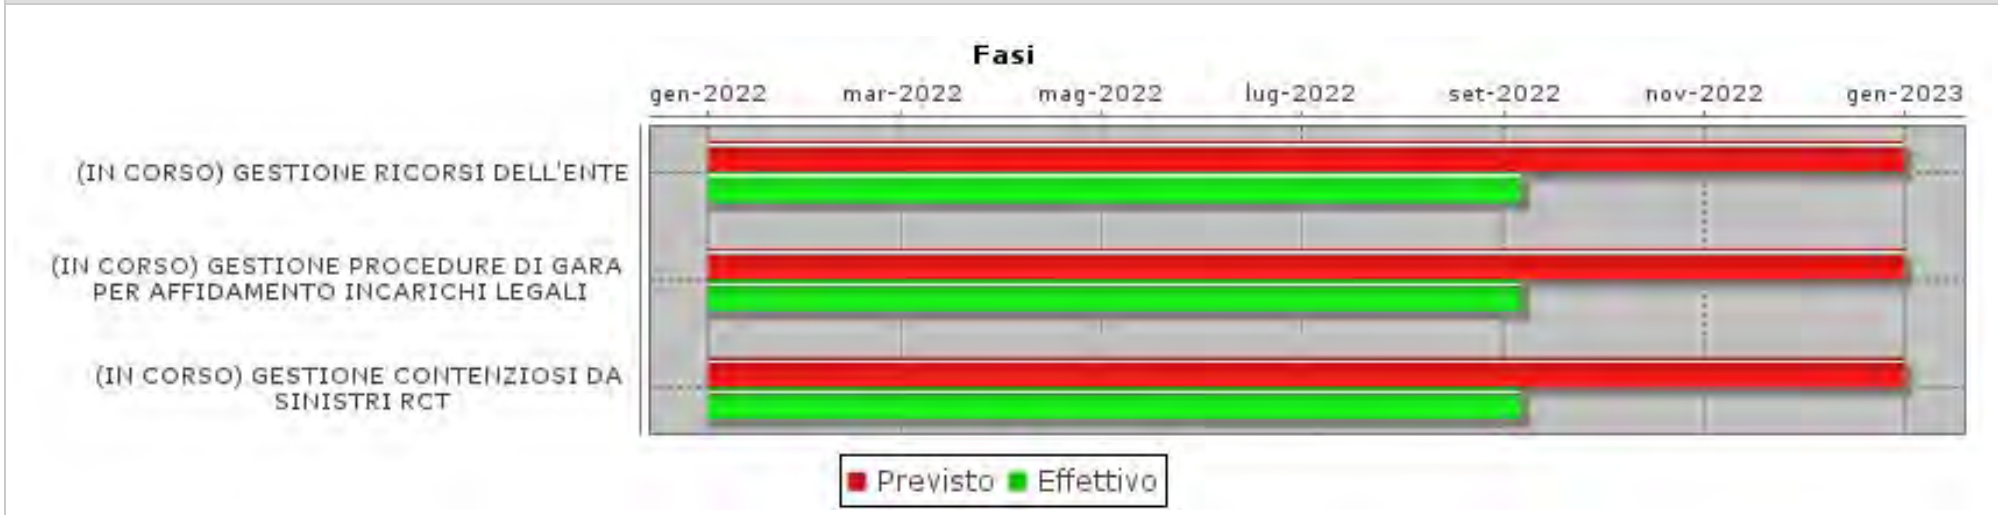 Fasi
gen-2022 mar-2022 mag-2022 lug-2022 set-2022 nov-2022 gen-2023
(IN CORSO) GESTIONE RICORSI DELL'ENTE
(IN CORSO) GESTIONE PROCEDURE DI GARA
PER AFFIDAMENTO INCARICHI LEGALI
(IN CORSO) GESTIONE CONTENZIOSI DA
SINISTRI RCT
Previsto Effettivo